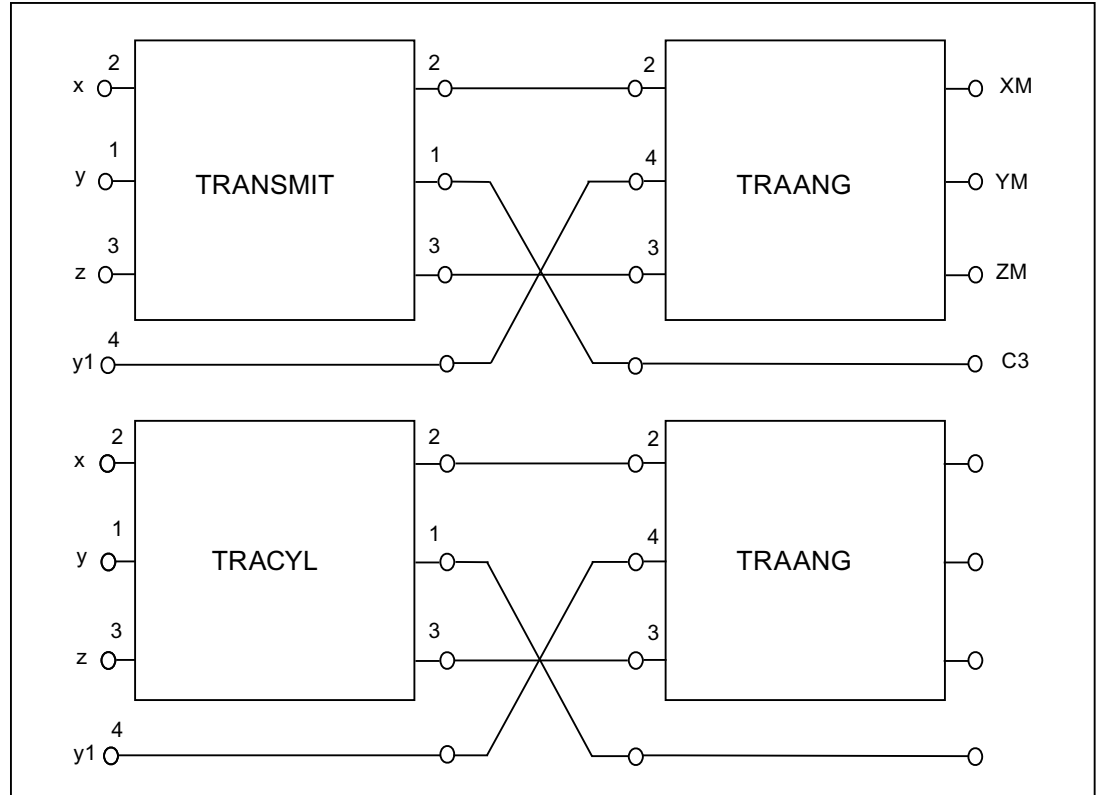 2 2 2
x XM
1 1 4
y TRANSMIT TRAANG YM
3 3 3
z ZM
4
y1 C3
2 2 2
x
1 1 4
y TRACYL TRAANG
3 3 3
z
4
y1